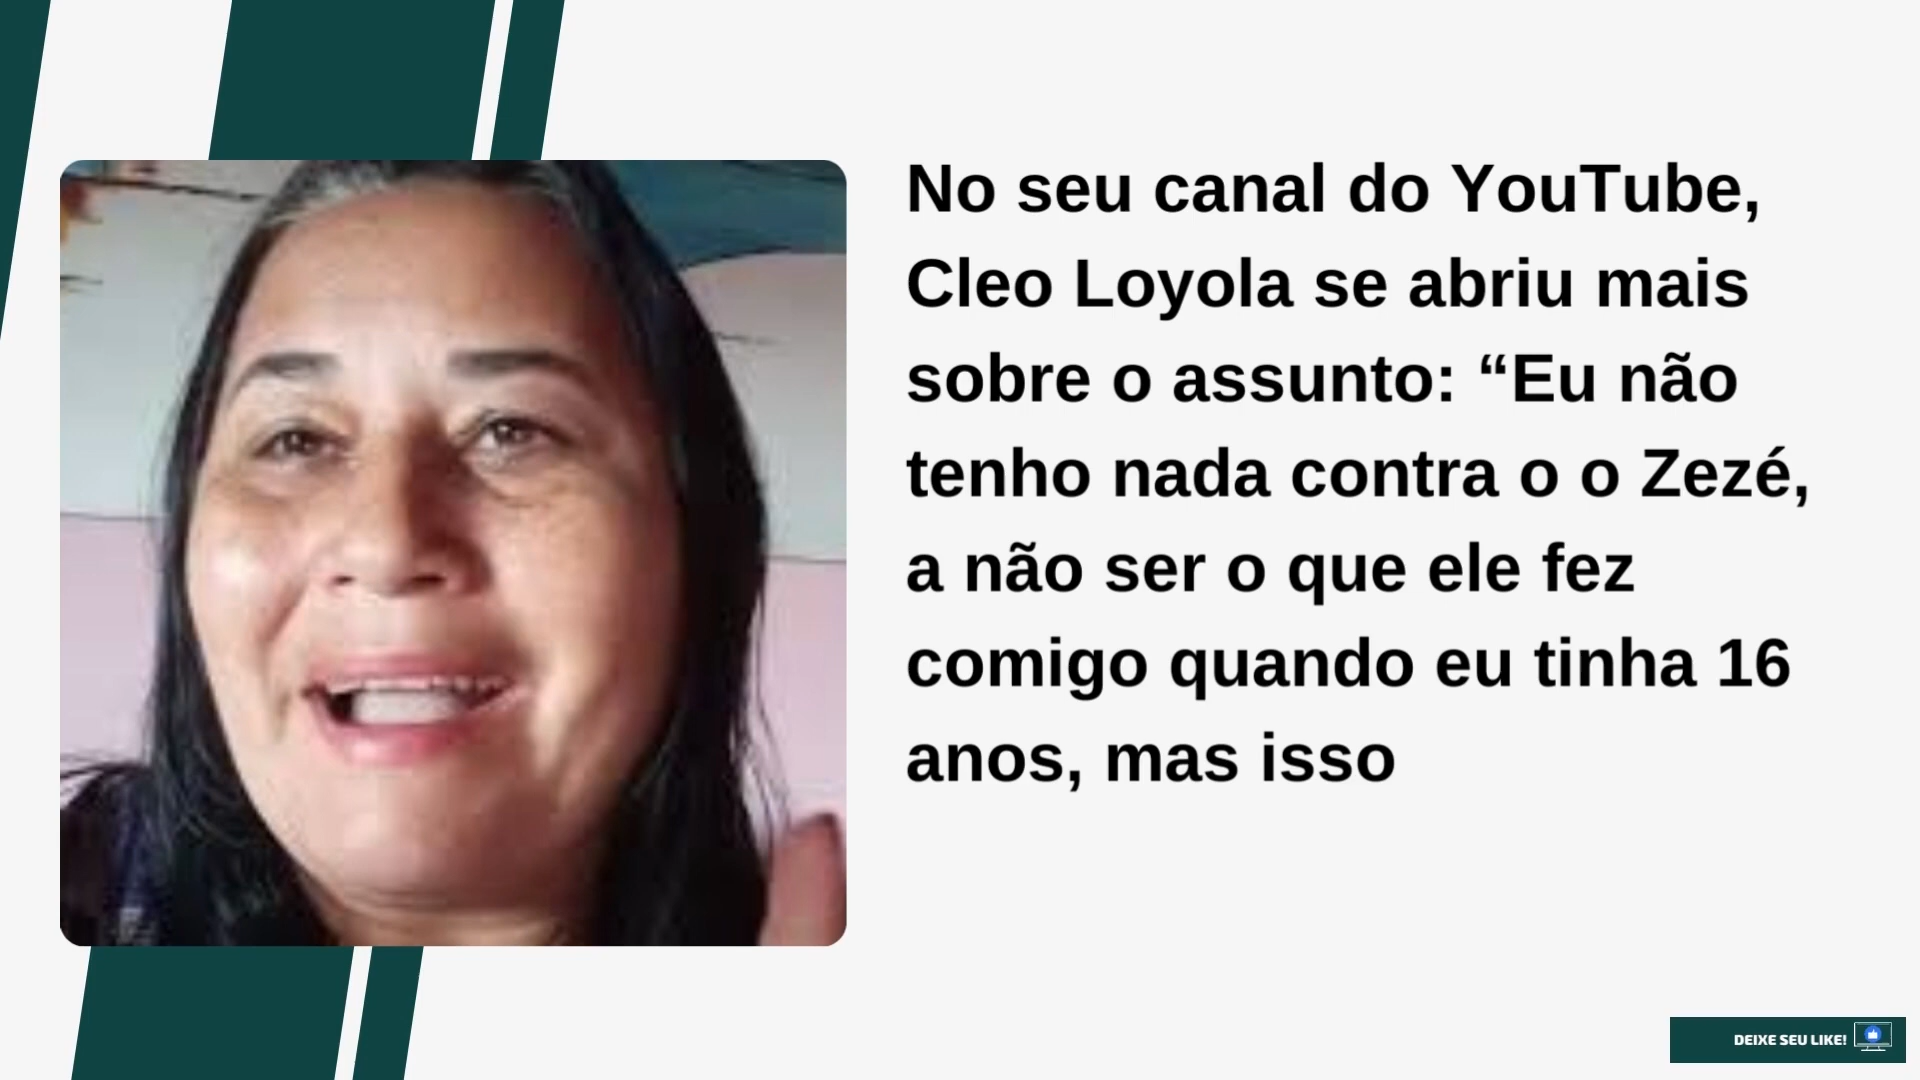 No seu canal do YouTube,
Cleo Loyola se abriu mais
sobre o assunto: “Eu não
tenho nada contra o o Zezé,
a não ser o que ele fez
comigo quando eu tinha 16
anos, mas isso
DEIXE SEU LIKE!